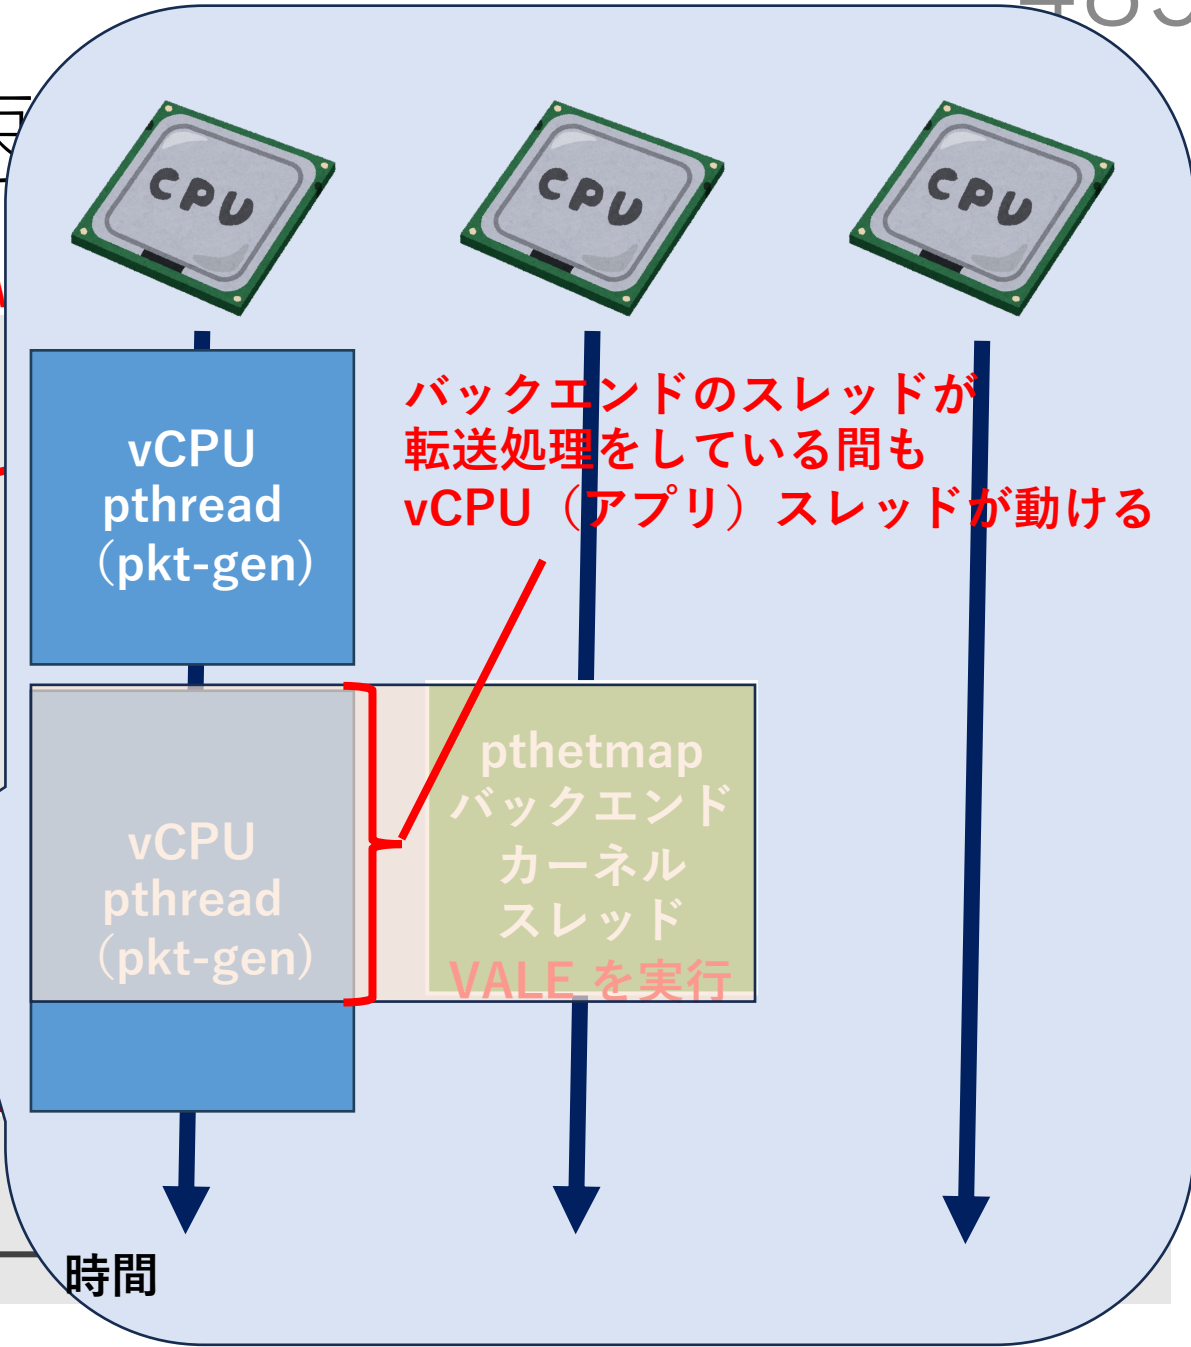 CPU
CPU
CPU
バックエンドのスレッドが
転送処理をしている間も
vCPU（アプリ）スレッドが動ける
vCPU
pthread
（pkt-gen）
vCPU
pthread
（pkt-gen）
pthetmap
バックエンド
カーネル
スレッド
VALE を実行
時間